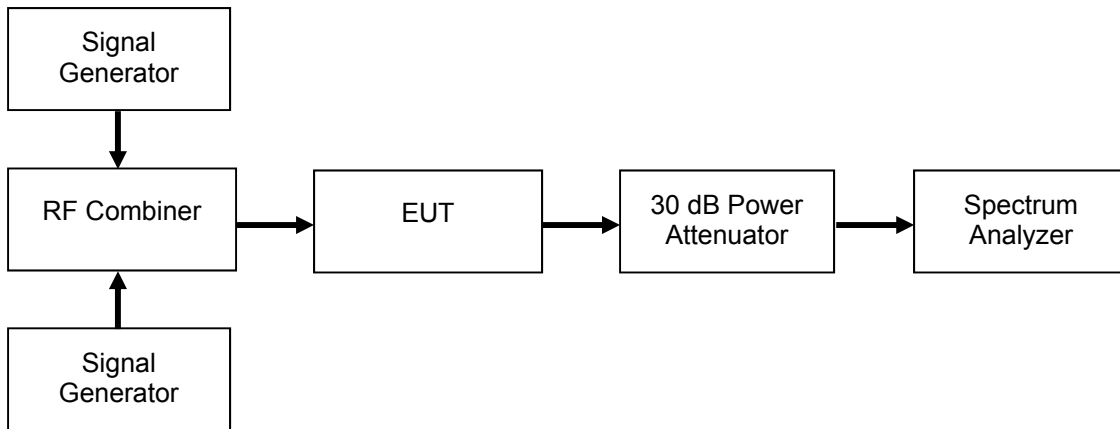 Signal
Generator
RF Combiner
EUT
30 dB Power
Attenuator
Spectrum
Analyzer
Signal
Generator